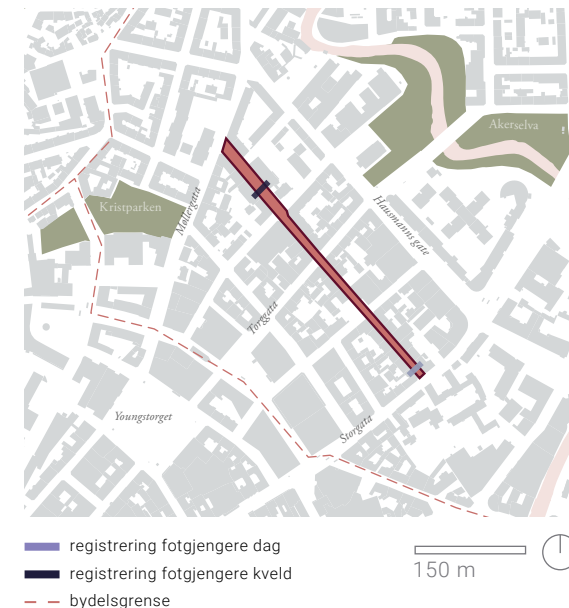 Akerselva
Kristparken
Møllergata
Hausmanns gate
Torggata
Youngstorget
Storgata
registrering fotgjengere dag
registrering fotgjengere kveld
150 m
bydelsgrense